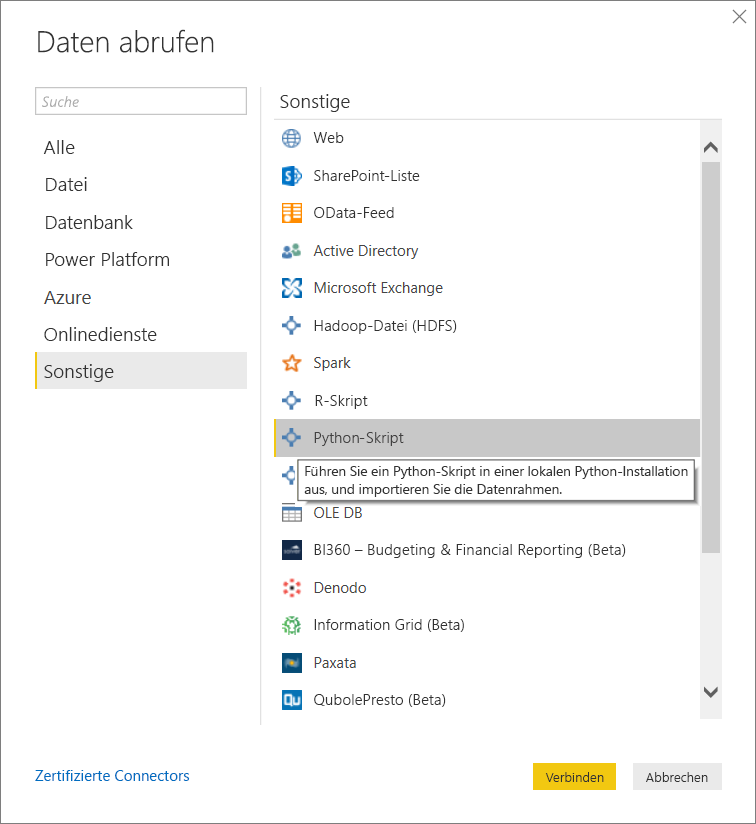 Daten abrufen
Suche
Alle
Datei
Datenbank
Power Platform
Azure
Onlinedienste
Sonstige
Sonstige
Web
SharePoint-Liste
OData-Feed
Active Directory
Microsoft Exchange
Hadoop-Datei (HDFS)
Spark
R-Skript
Python-Skript
Führen Sie ein Python-Skript in einer lokalen Python-Installation
aus, und importieren Sie die Datenrahmen.
OLE DB
BI360 – Budgeting & Financial Reporting (Beta)
Denodo
Information Grid (Beta)
Paxata
Qu QubolePresto (Beta)
Zertifizierte Connectors
Verbinden
Abbrechen